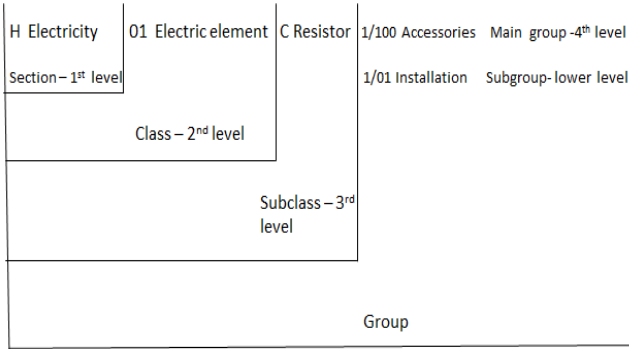 H Electricity 01 Electric element C Resistor 1/100 Accessories Main group -4th level
Section – 1st level 1/01 Installation Subgroup- lower level
Class – 2nd level
Subclass – 3rd
level
Group